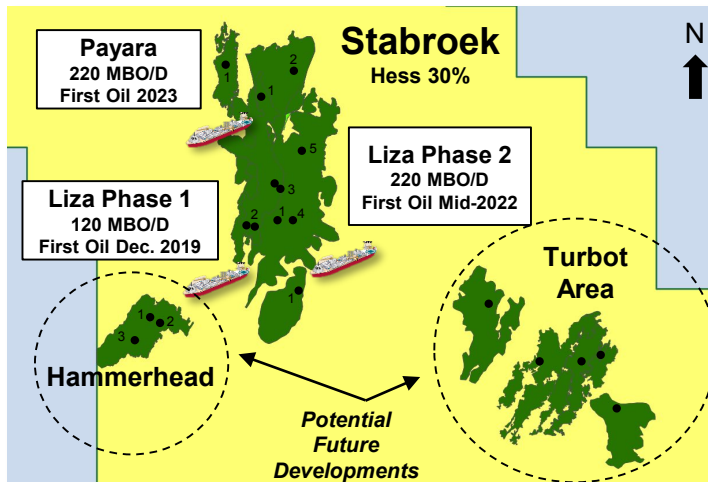 Stabroek
Hess 30%
N
Payara
220 MBO/D
First Oil 2023
1
2
1
5
Liza Phase 2
220 MBO/D
First Oil Mid-2022
3
Liza Phase 1
120 MBO/D
First Oil Dec. 2019
2
1
4
1
Turbot
Area
1
2
3
Hammerhead
Potential
Future
Developments